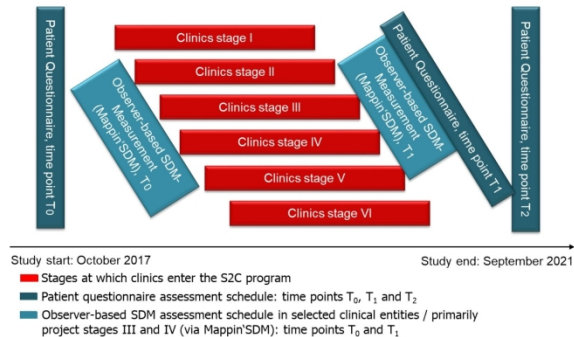 Patient Questionnaire, time point T₀
Observer-based SDM-
Measurement
(Mappin'SDM), T₀
Clinics stage I
Clinics stage II
Clinics stage III
Clinics stage IV
Clinics stage V
Clinics stage VI
Observer-based SDM-
Measurement
(Mappin'SDM), T₁
Patient Questionnaire, time point T1
Patient Questionnaire, time point T₂
Study start: October 2017
Study end: September 2021
Stages at which clinics enter the S2C program
Patient questionnaire assessment schedule: time points T₀, T₁ and T₂
Observer-based SDM assessment schedule in selected clinical entities / primarily
project stages III and IV (via Mappin'SDM): time points T₀ and T₁